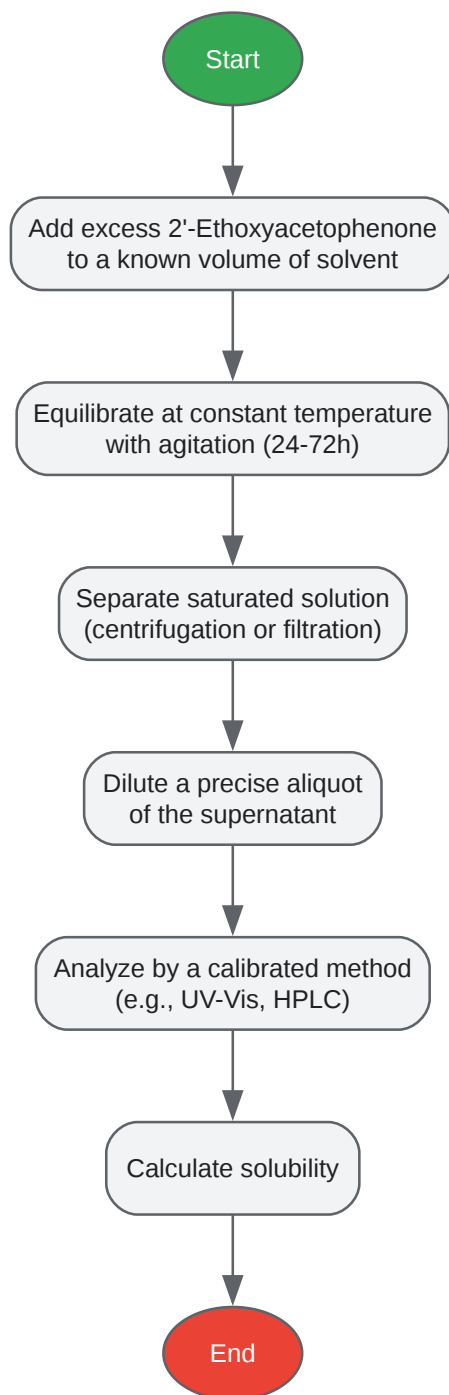 Start
Add excess 2'-Ethoxyacetophenone
to a known volume of solvent
Equilibrate at constant temperature
with agitation (24-72h)
Separate saturated solution
(centrifugation or filtration)
Dilute a precise aliquot
of the supernatant
Analyze by a calibrated method
(e.g., UV-Vis, HPLC)
Calculate solubility
End